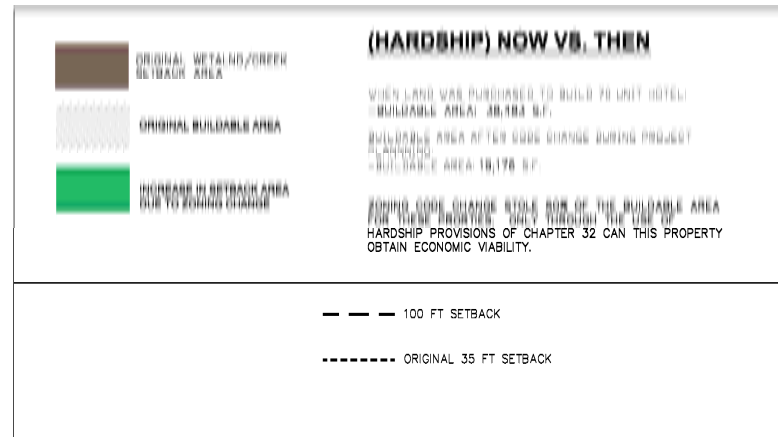 ORIGINAL WETALND/CREEK
SETBACK AREA
ORIGINAL BUILDABLE AREA
INCREASE IN SETBACK AREA
DUE TO ZONING CHANGE
(HARDSHIP) NOW VS. THEN
WHEN LAND WAS PURCHASED TO BUILD 70 UNIT HOTEL:
-BUILDABLE AREA: S.F.
BUILDABLE AREA AFTER CODE CHANGE DURING PROJECT
PLANNING:
-BUILDABLE AREA: S.F.
ZONING CODE CHANGE STOLE OF THE BUILDABLE AREA
FOR THESE ONLY THROUGH THE USE OF
HARDSHIP PROVISIONS OF CHAPTER 32 CAN THIS PROPERTY
OBTAIN ECONOMIC VIABILITY.
100 FT SETBACK
ORIGINAL 35 FT SETBACK